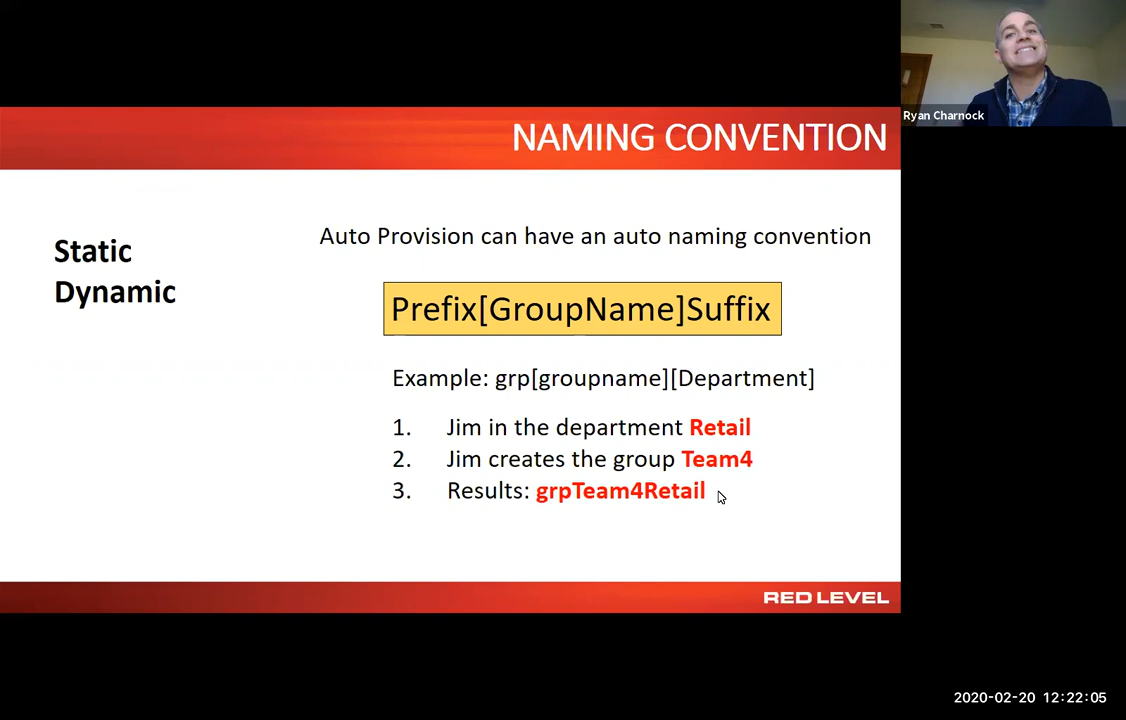 Ryan Charnock
NAMING CONVENTION
Static
Dynamic
Auto Provision can have an auto naming convention
Prefix[GroupName]Suffix
Example: grp[groupname][Department]
1. Jim in the department Retail
2. Jim creates the group Team4
3. Results: grpTeam4Retail
RED LEVEL
2020-02-20 12:22:05